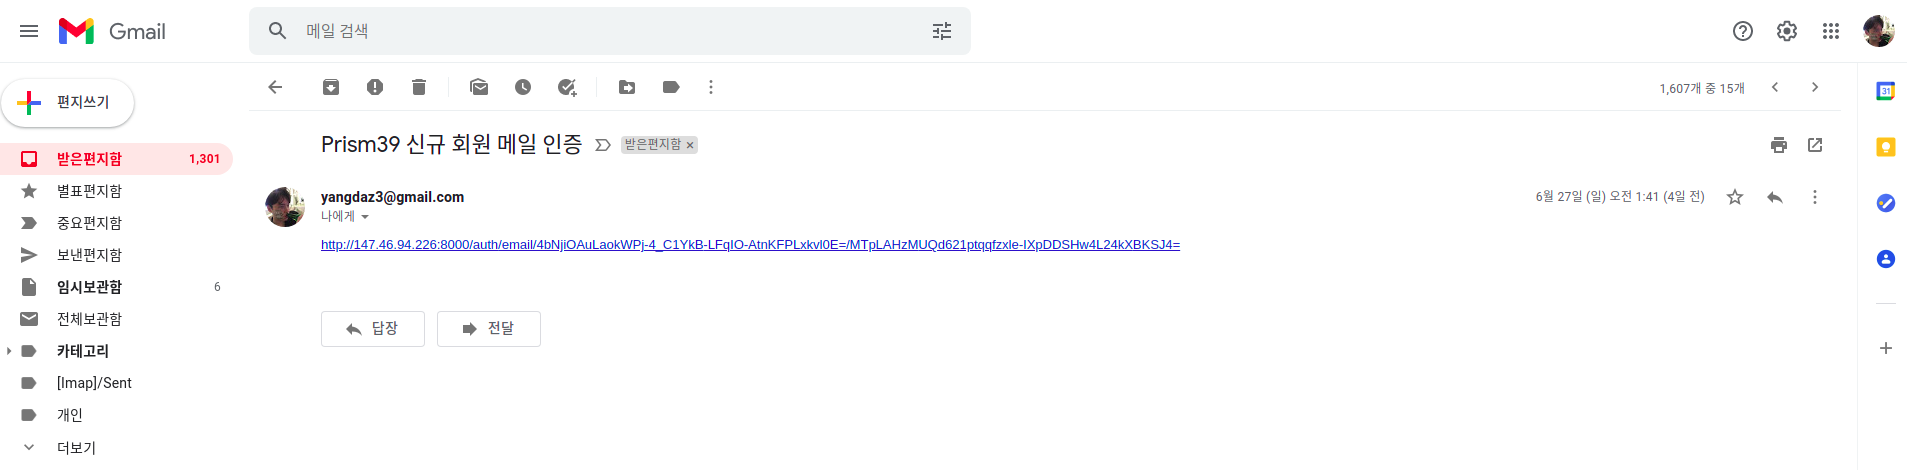 Gmail
메일 검색
편지쓰기
1,607개 중 15개
31
받은편지함 1,301
별표편지함
중요편지함
보낸편지함
임시보관함 6
전체보관함
카테고리
[Imap]/Sent
개인
더보기
Prism39 신규 회원 메일 인증 받은편지함 ×
yangdaz3@gmail.com 6월 27일 (일) 오전 1:41 (4일 전)
나에게
http://147.46.94.226:8000/auth/email/4bNjiOAuLaokWPj-4_C1YkB-LFqIO-AtnKFPLxkvl0E=/MTpLAHzMUQd621ptqqfzxle-IXpDDSHw4L24kXBKSJ4=
답장 전달